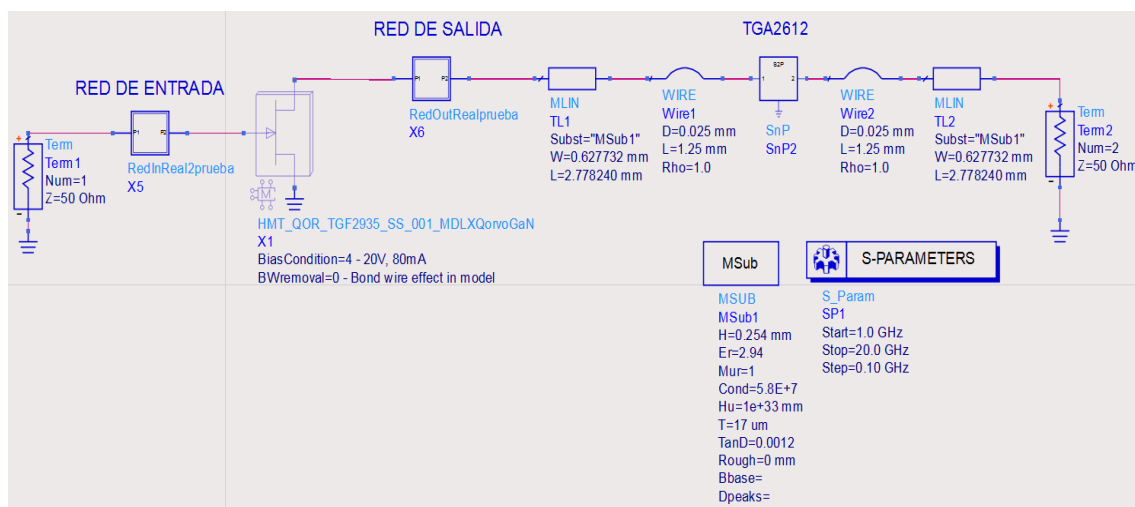 RED DE SALIDA
TGA2612
RED DE ENTRADA
Term
Term1
Num=1
Z=50 Ohm
P1 P2
RedInReal2prueba
X5
HMT_QOR_TGF2935_SS_001_MDLXQorvoGaN
X1
BiasCondition=4 - 20V, 80mA
BWremoval=0 - Bond wire effect in model
M
P1 P2
RedOutRealprueba
X6
MLIN
TL1
Subst="MSub1"
W=0.627732 mm
L=2.778240 mm
WIRE
Wire1
D=0.025 mm
L=1.25 mm
Rho=1.0
S2P
1 2
SnP
SnP2
WIRE
Wire2
D=0.025 mm
L=1.25 mm
Rho=1.0
MLIN
TL2
Subst="MSub1"
W=0.627732 mm
L=2.778240 mm
Term
Term2
Num=2
Z=50 Ohm
MSub
MSUB
MSub1
H=0.254 mm
Er=2.94
Mur=1
Cond=5.8E+7
Hu=1e+33 mm
T=17 um
TanD=0.0012
Rough=0 mm
Bbase=
Dpeaks=
S-PARAMETERS
S_Param
SP1
Start=1.0 GHz
Stop=20.0 GHz
Step=0.10 GHz